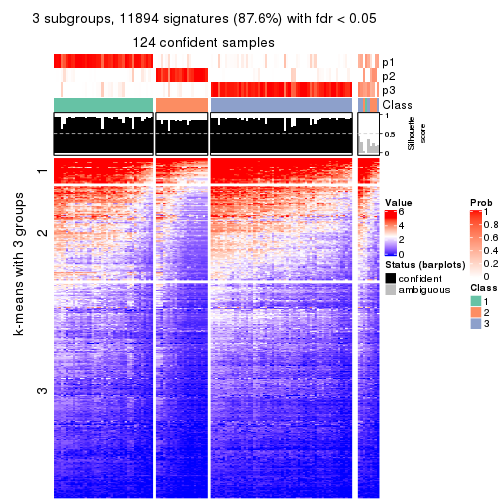 3 subgroups, 11894 signatures (87.6%) with fdr < 0.05
124 confident samples
p1
p2
p3
Class
1
0.5
0
Silhouette
score
k-means with 3 groups
1
2
3
Value
6
4
2
0
Status (barplots)
confident
ambiguous
Prob
1
0.8
0.6
0.4
0.2
0
Class
1
2
3